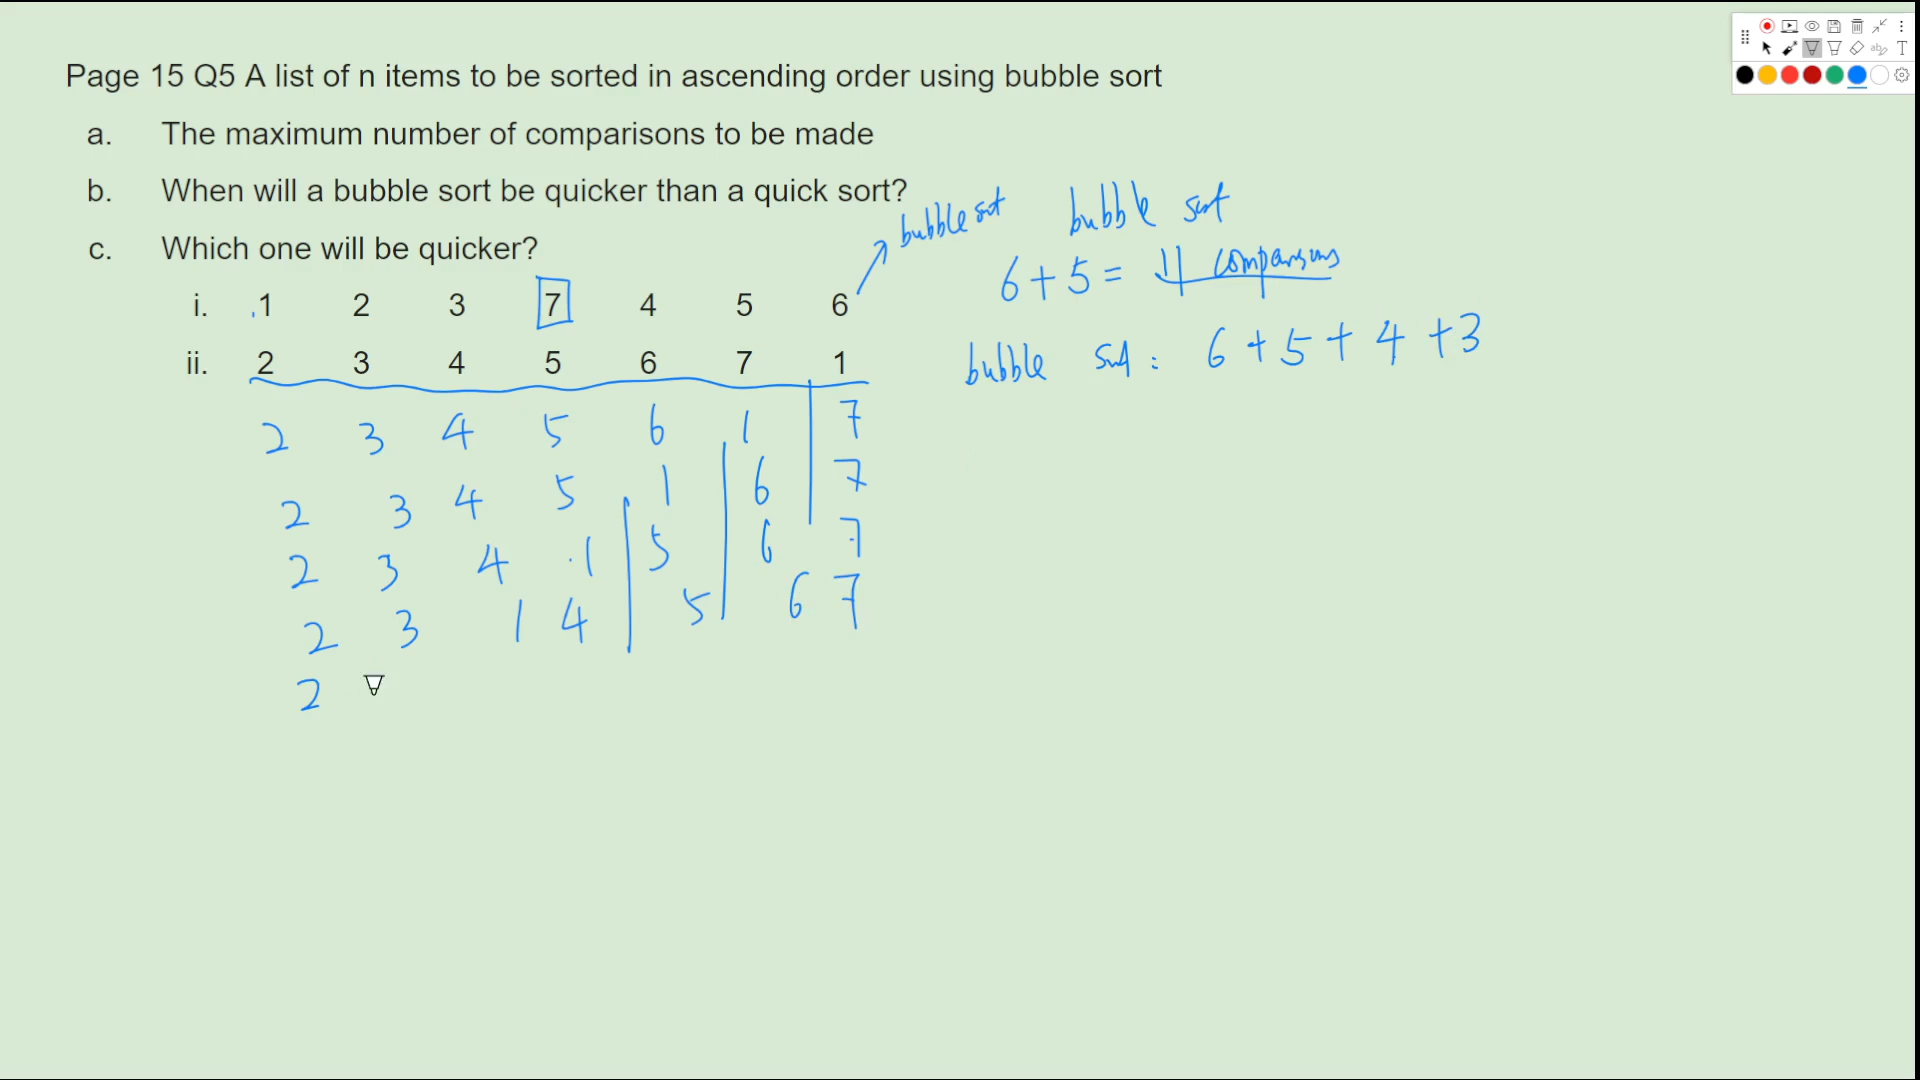 Page 15 Q5 A list of n items to be sorted in ascending order using bubble sort
a. The maximum number of comparisons to be made
b. When will a bubble sort be quicker than a quick sort?
bubble sort
bubble sort
c. Which one will be quicker?
6 + 5 = 11 comparisons
i. 1 2 3 7 4 5 6
bubble sort : 6 + 5 + 4 + 3
ii. 2 3 4 5 6 7 1
2 3 4 5 6 1 7
2 3 4 5 1 6 7
2 3 4 1 5 6 7
2 3 1 4 5 6 7
2